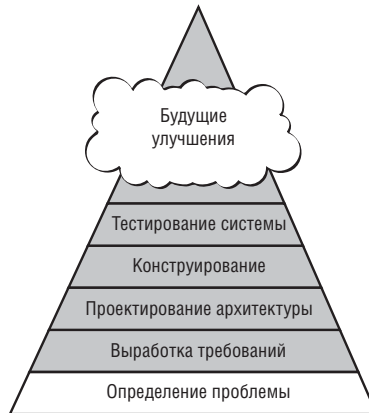 Будущие
улучшения
Тестирование системы
Конструирование
Проектирование архитектуры
Выработка требований
Определение проблемы